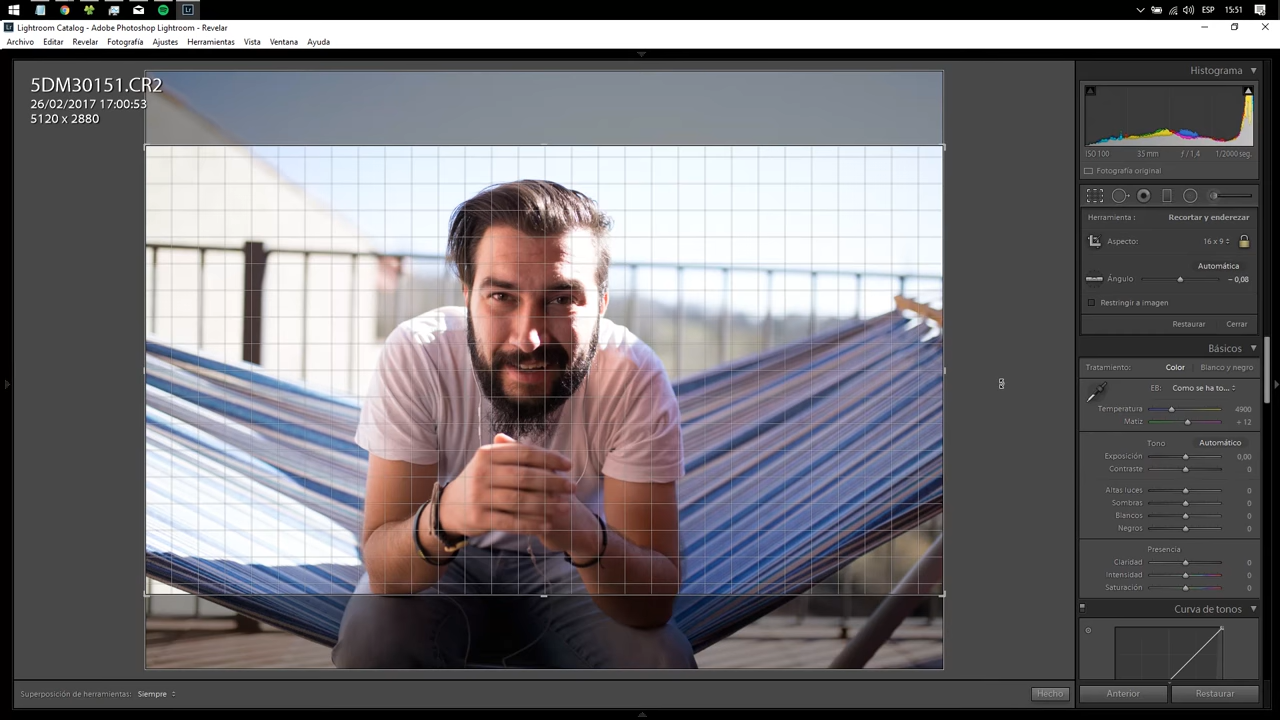 ESP 15:51
Lightroom Catalog - Adobe Photoshop Lightroom - Revelar
Archivo Editar Revelar Fotografía Ajustes Herramientas Vista Ventana Ayuda
5DM30151.CR2
26/02/2017 17:00:53
5120 x 2880
Histograma
ISO 100 35 mm ƒ / 1,4 1/2000 seg.
Fotografía original
Herramienta : Recortar y enderezar
Aspecto: 16 x 9
Automática
Ángulo - 0,08
Restringir a imagen
Restaurar Cerrar
Básicos
Tratamiento: Color Blanco y negro
EB: Como se ha to...
Temperatura 4900
Matiz + 12
Tono Automático
Exposición 0,00
Contraste 0
Altas luces 0
Sombras 0
Blancos 0
Negros 0
Presencia
Claridad 0
Intensidad 0
Saturación 0
Curva de tonos
Superposición de herramientas: Siempre
Hecho
Anterior Restaurar